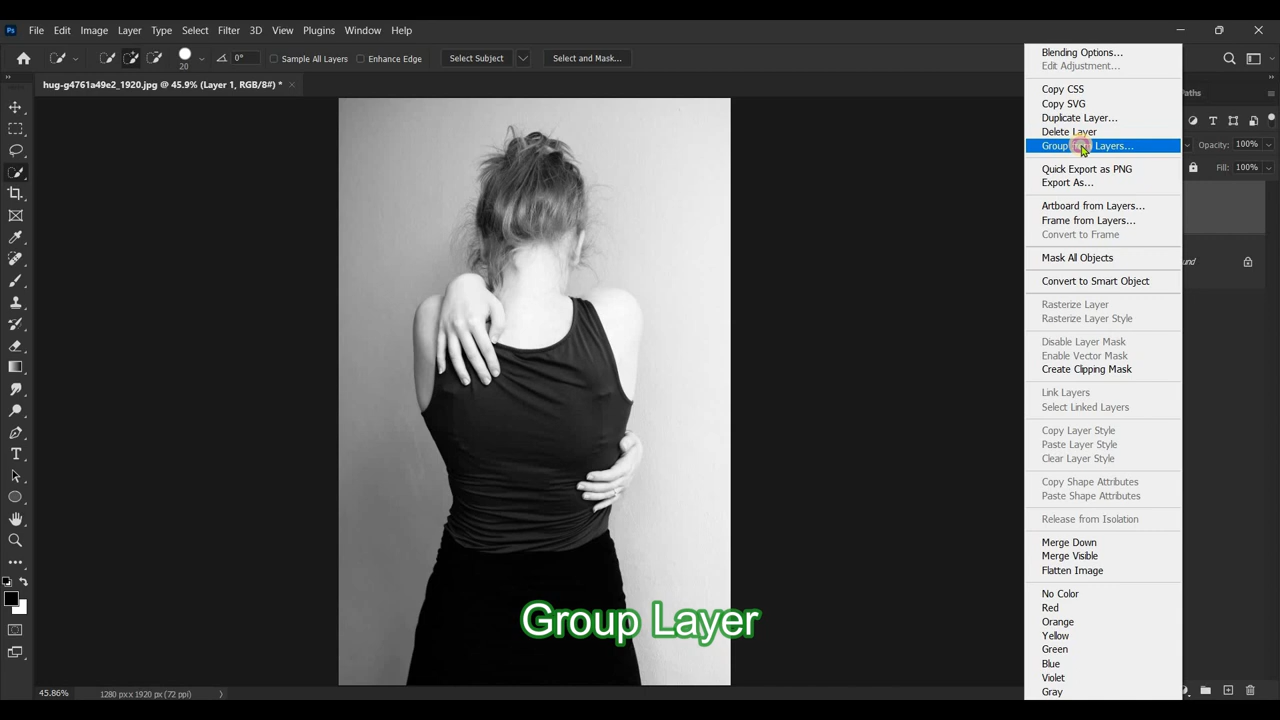 Ps File Edit Image Layer Type Select Filter 3D View Plugins Window Help
20 0° Sample All Layers Enhance Edge Select Subject Select and Mask...
hug-g4761a49e2_1920.jpg @ 45.9% (Layer 1, RGB/8#) *
Paths
Opacity: 100%
Fill: 100%
Blending Options...
Edit Adjustment...
Copy CSS
Copy SVG
Duplicate Layer...
Delete Layer
Group from Layers...
Quick Export as PNG
Export As...
Artboard from Layers...
Frame from Layers...
Convert to Frame
Mask All Objects
Convert to Smart Object
Rasterize Layer
Rasterize Layer Style
Disable Layer Mask
Enable Vector Mask
Create Clipping Mask
Link Layers
Select Linked Layers
Copy Layer Style
Paste Layer Style
Clear Layer Style
Copy Shape Attributes
Paste Shape Attributes
Release from Isolation
Merge Down
Merge Visible
Flatten Image
No Color
Red
Orange
Yellow
Green
Blue
Violet
Gray
Group Layer
45.86% 1280 px x 1920 px (72 ppi)